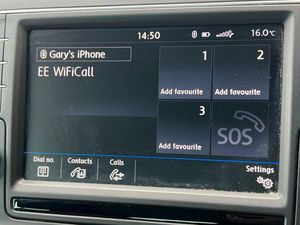 14:50
16.0°C
Gary's iPhone
EE WiFiCall
1
2
Add favourite
Add favourite
3
Add favourite
SOS
Dial no.
Contacts
Calls
Settings